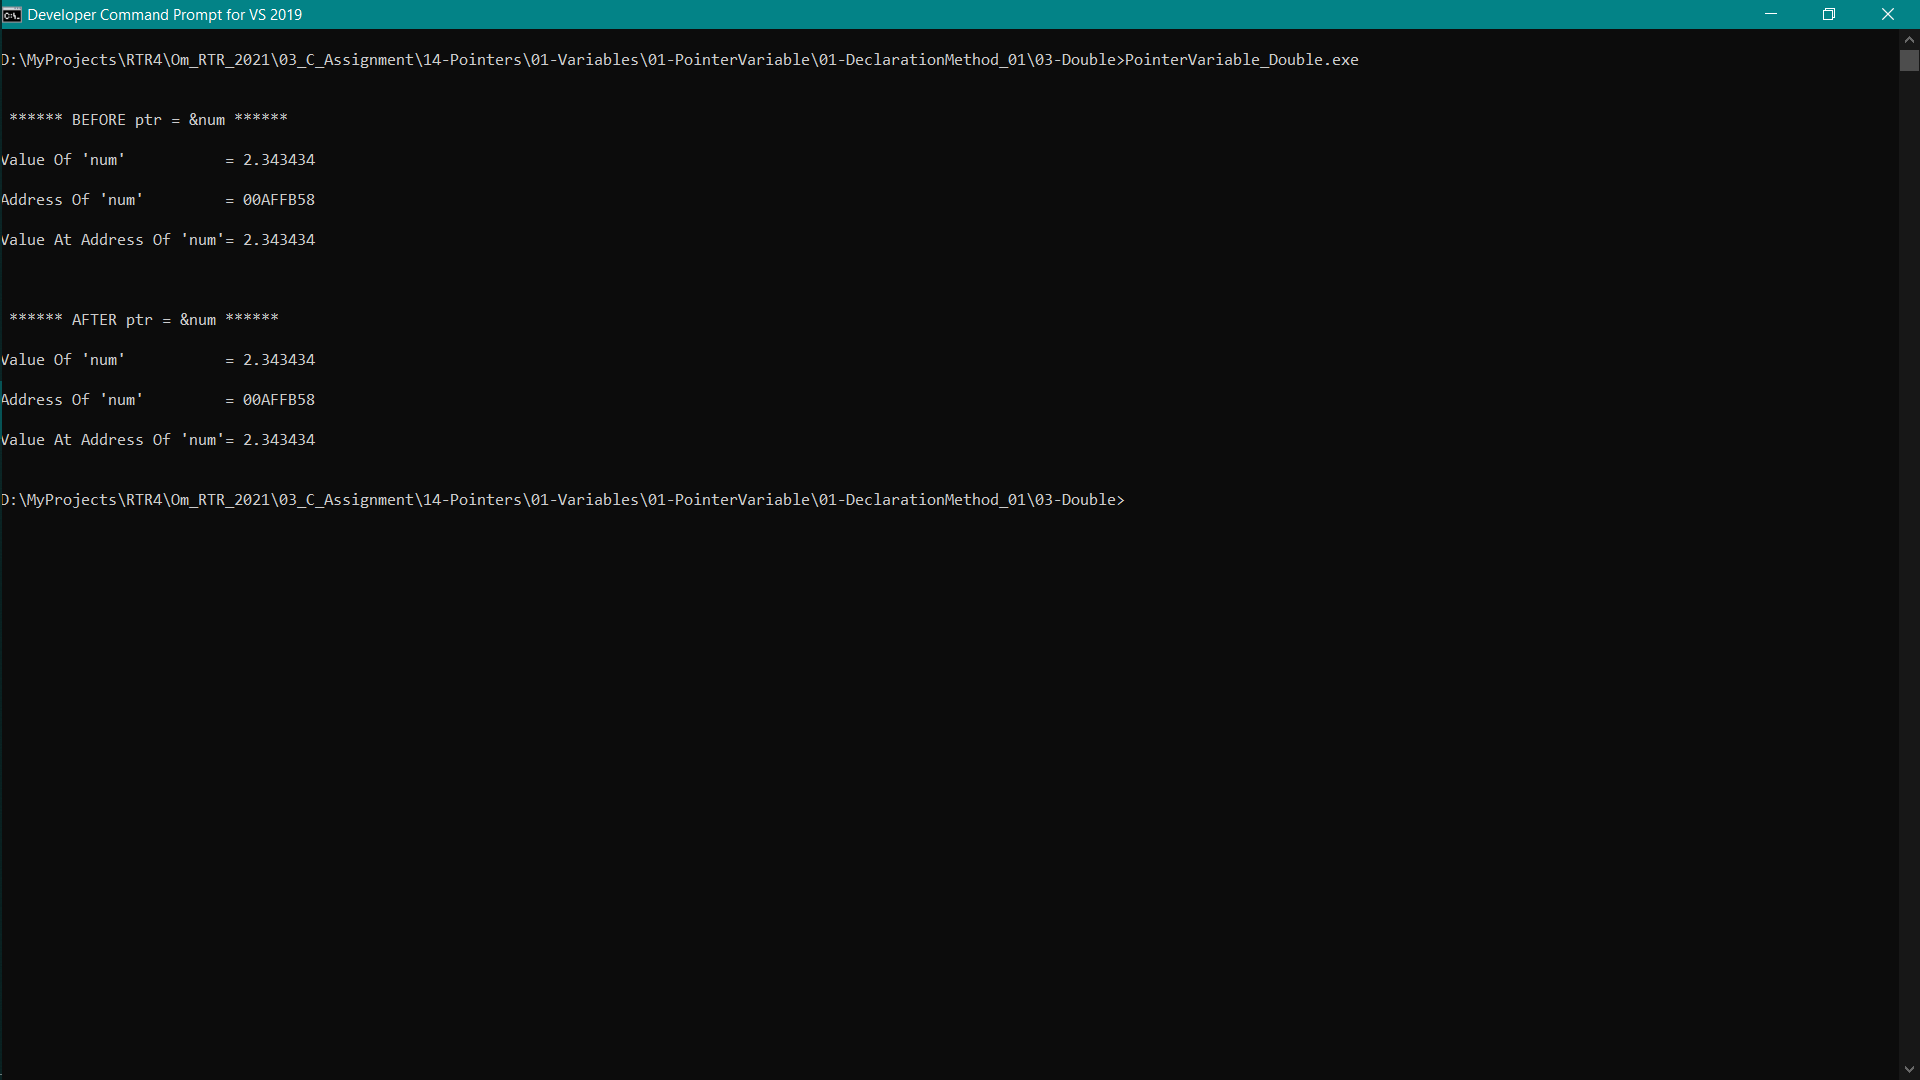 Developer Command Prompt for VS 2019
D:\MyProjects\RTR4\Om_RTR_2021\03_C_Assignment\14-Pointers\01-Variables\01-PointerVariable\01-DeclarationMethod_01\03-Double>PointerVariable_Double.exe
****** BEFORE ptr = &num ******
Value Of 'num'           = 2.343434
Address Of 'num'         = 00AFFB58
Value At Address Of 'num'= 2.343434
****** AFTER ptr = &num ******
Value Of 'num'           = 2.343434
Address Of 'num'         = 00AFFB58
Value At Address Of 'num'= 2.343434
D:\MyProjects\RTR4\Om_RTR_2021\03_C_Assignment\14-Pointers\01-Variables\01-PointerVariable\01-DeclarationMethod_01\03-Double>